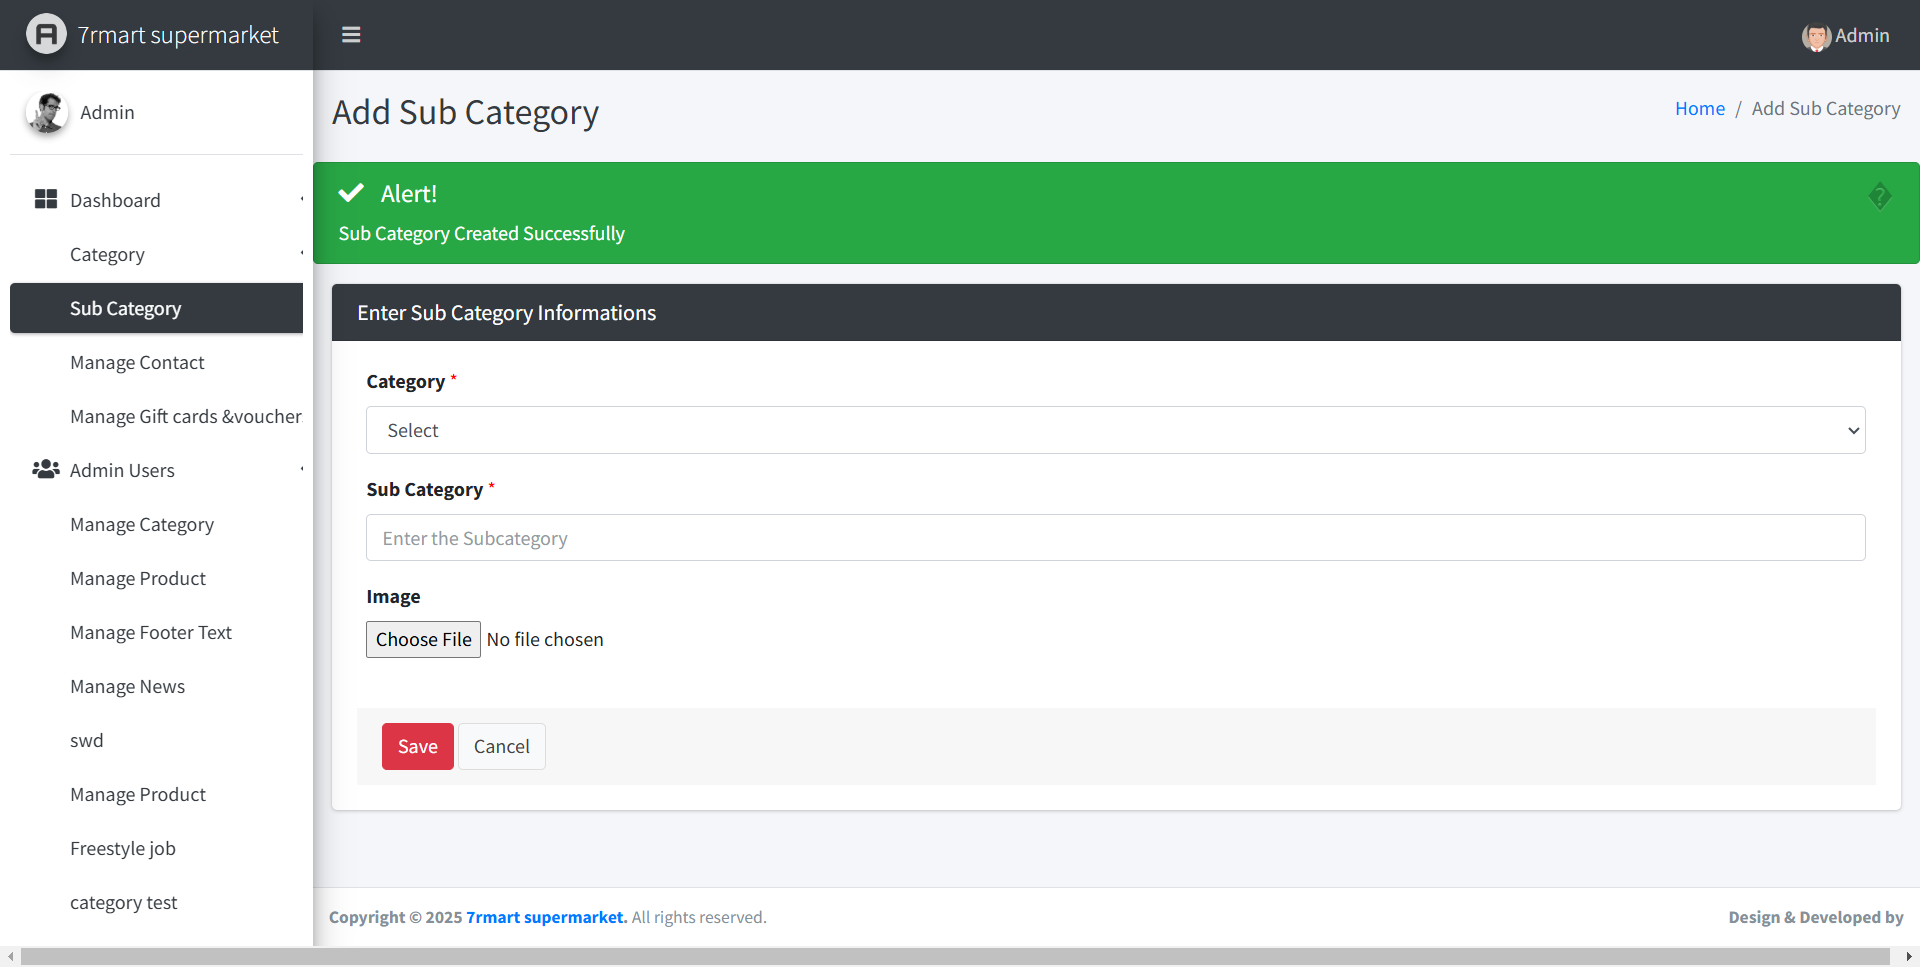 7rmart supermarket
Admin
Admin
Add Sub Category
Home / Add Sub Category
Alert!
Sub Category Created Successfully
Dashboard
Category
Sub Category
Manage Contact
Manage Gift cards &voucher
Admin Users
Manage Category
Manage Product
Manage Footer Text
Manage News
swd
Manage Product
Freestyle job
category test
Enter Sub Category Informations
Category *
Select
Sub Category *
Enter the Subcategory
Image
Choose File No file chosen
Save Cancel
Copyright © 2025 7rmart supermarket. All rights reserved.
Design & Developed by